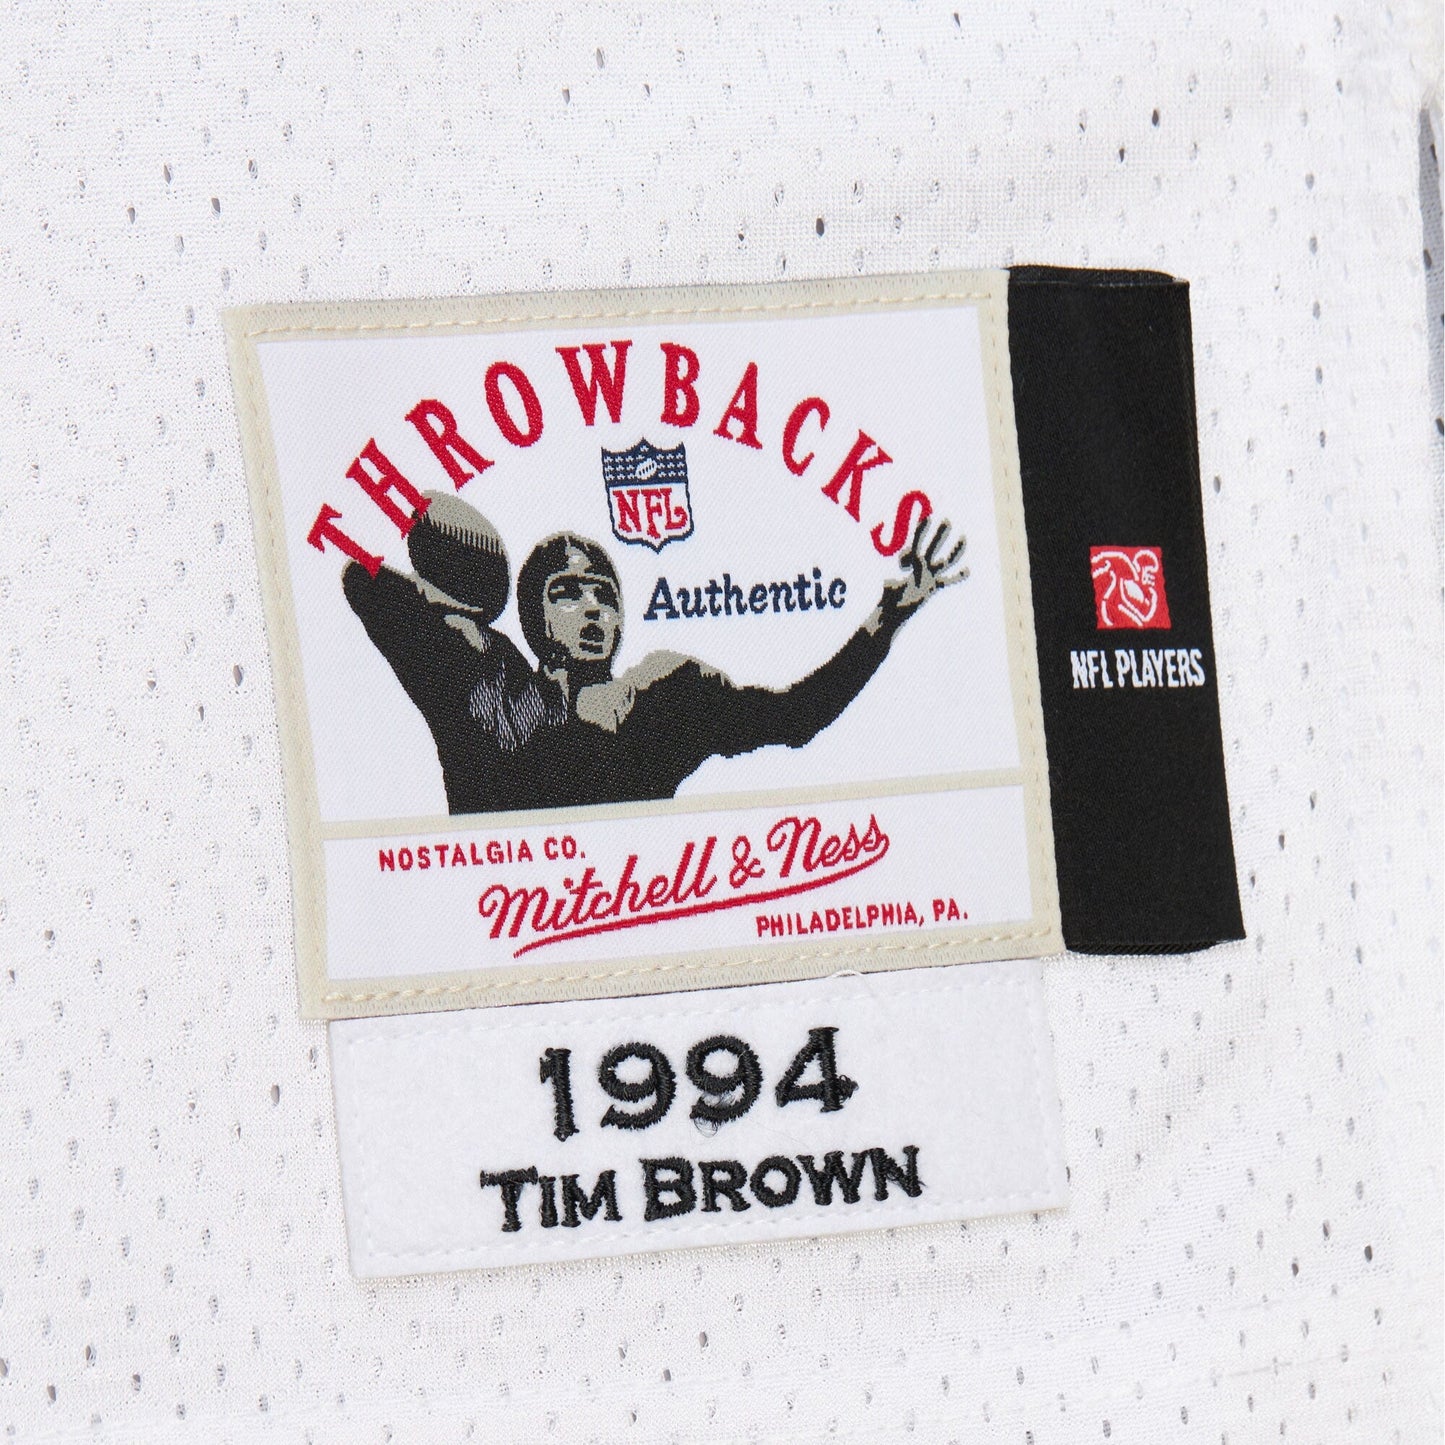 THROWBACKS
NFL
Authentic
NFL PLAYERS
NOSTALGIA CO.
Mitchell & Ness
PHILADELPHIA, PA.
1994
TIM BROWN